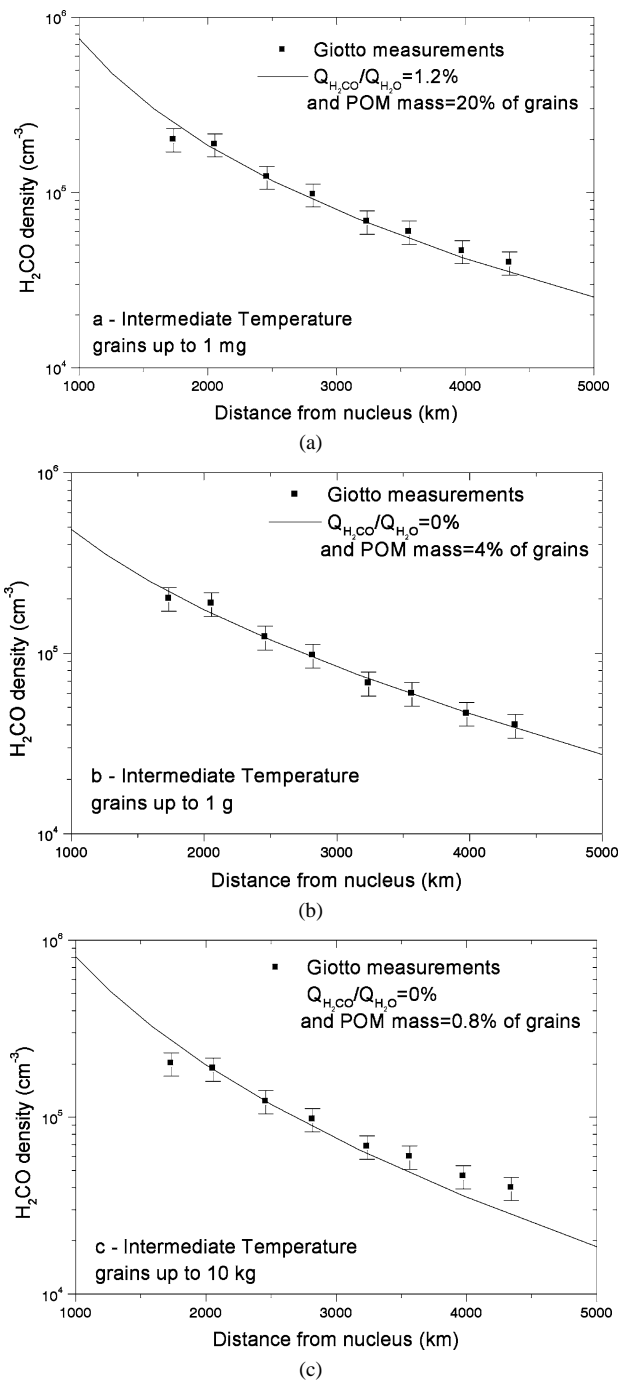 10⁶
Giotto measurements
Q_H₂CO/Q_H₂O=1.2%
and POM mass=20% of grains
10⁵
H₂CO density (cm⁻³)
a - Intermediate Temperature
grains up to 1 mg
10⁴
1000 2000 3000 4000 5000
Distance from nucleus (km)
(a)
10⁶
Giotto measurements
Q_H₂CO/Q_H₂O=0%
and POM mass=4% of grains
10⁵
H₂CO density (cm⁻³)
b - Intermediate Temperature
grains up to 1 g
10⁴
1000 2000 3000 4000 5000
Distance from nucleus (km)
(b)
10⁶
Giotto measurements
Q_H₂CO/Q_H₂O=0%
and POM mass=0.8% of grains
10⁵
H₂CO density (cm⁻³)
c - Intermediate Temperature
grains up to 10 kg
10⁴
1000 2000 3000 4000 5000
Distance from nucleus (km)
(c)